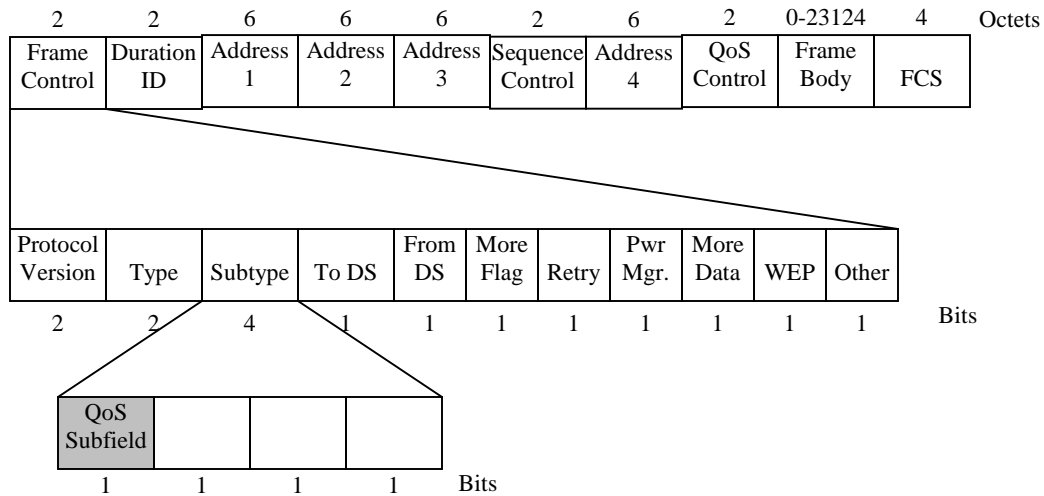 2 2 6 6 6 2 6 2 0-23124 4 Octets
Frame Control Duration ID Address 1 Address 2 Address 3 Sequence Control Address 4 QoS Control Frame Body FCS
Protocol Version Type Subtype To DS From DS More Flag Retry Pwr Mgr. More Data WEP Other
2 2 4 1 1 1 1 1 1 1 1 Bits
QoS Subfield
1 1 1 1 Bits